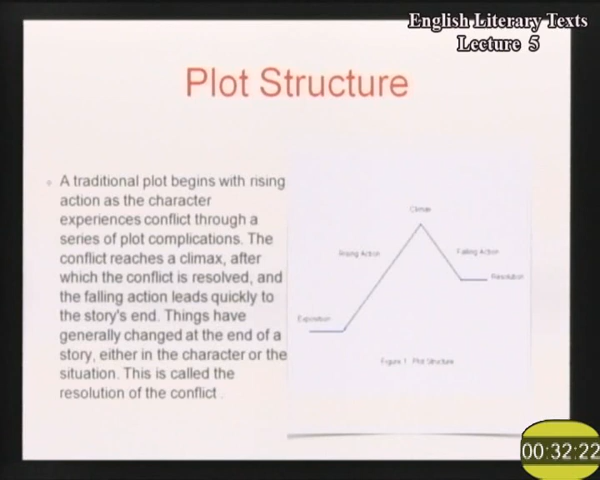 English Literary Texts
Lecture 5
Plot Structure
A traditional plot begins with rising
action as the character
experiences conflict through a
series of plot complications. The
conflict reaches a climax, after
which the conflict is resolved, and
the falling action leads quickly to
the story's end. Things have
generally changed at the end of a
story, either in the character or the
situation. This is called the
resolution of the conflict .
Climax
Rising Action
Falling Action
Resolution
Exposition
Figure 1 Plot Structure
00:32:22